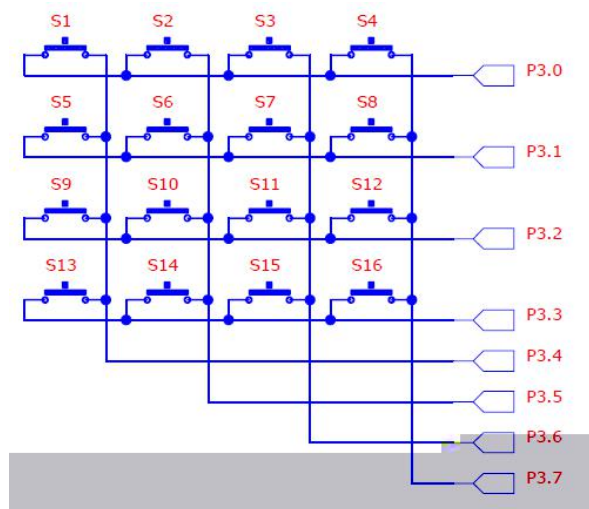 S1 S2 S3 S4
P3.0
S5 S6 S7 S8
P3.1
S9 S10 S11 S12
P3.2
S13 S14 S15 S16
P3.3
P3.4
P3.5
P3.6
P3.7